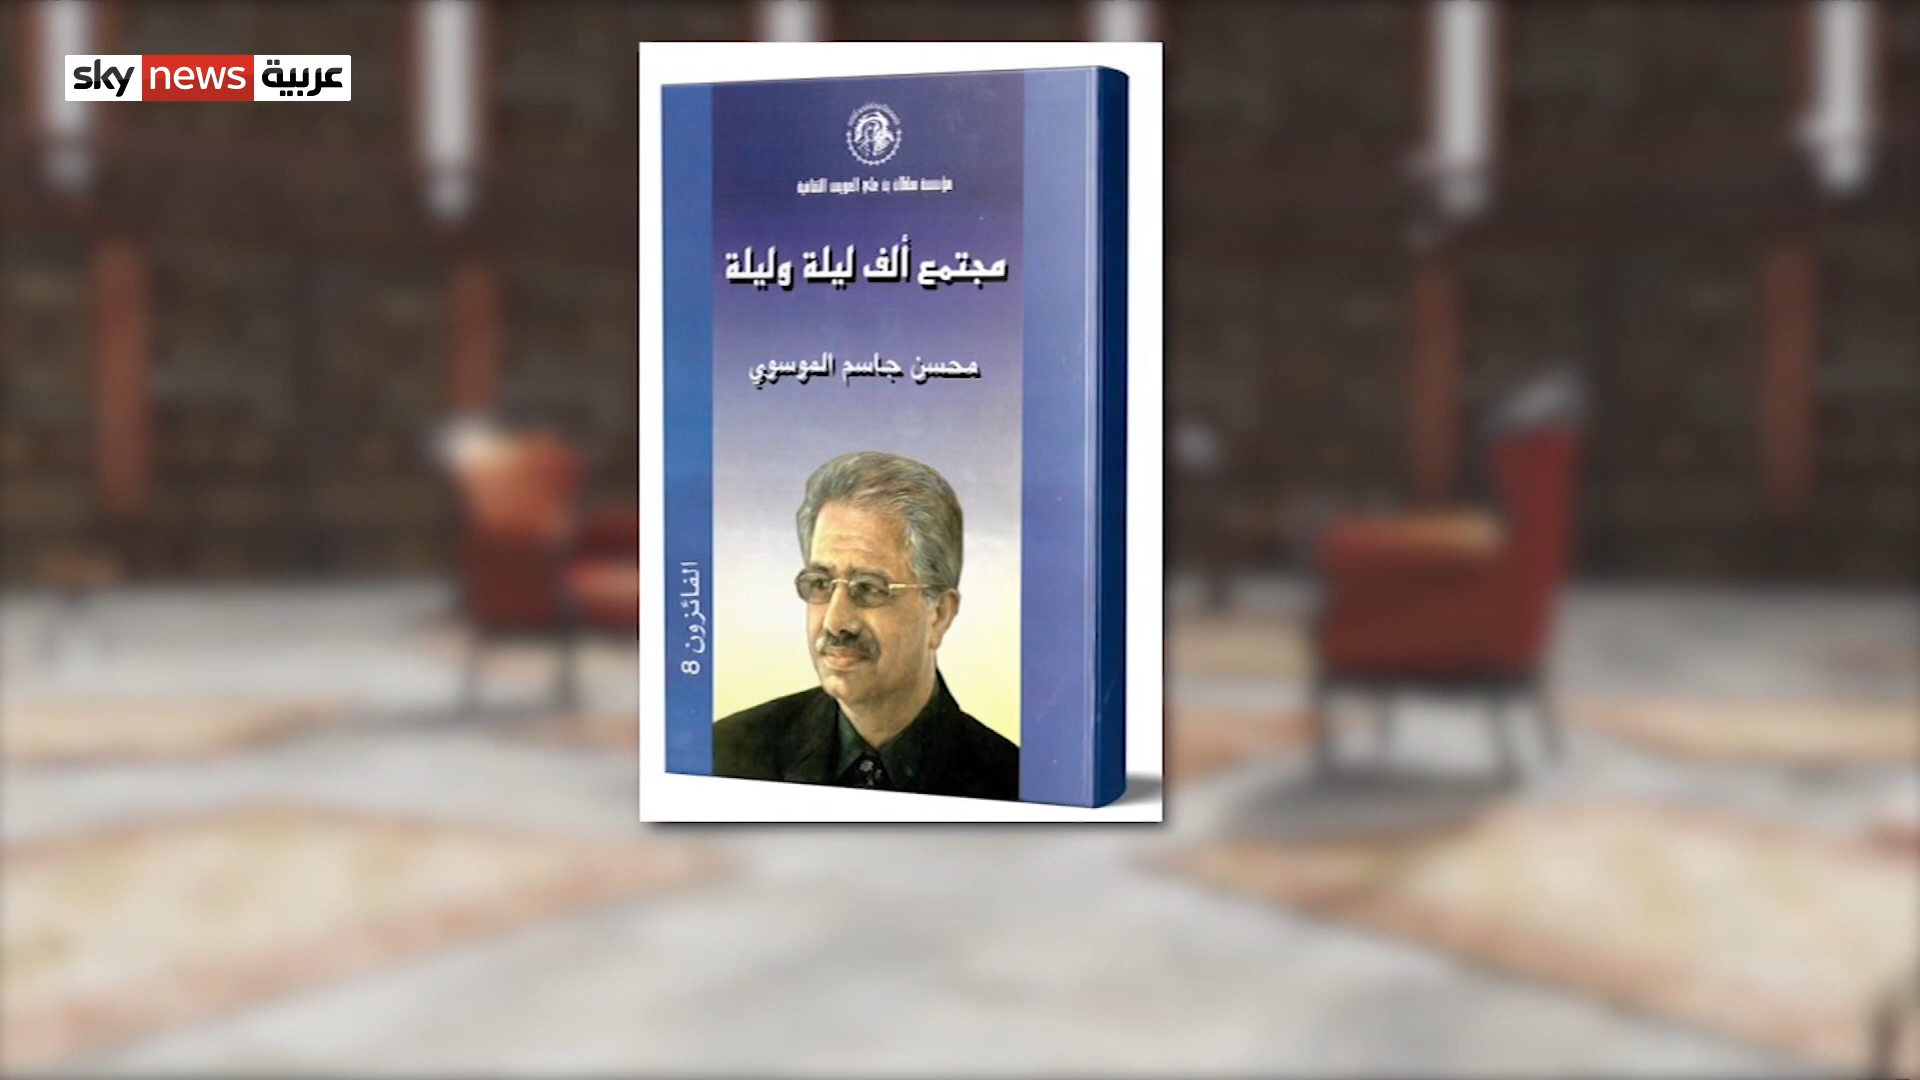 sky news عربية
مؤسسة سلطان بن علي العويس الثقافية
مجتمع ألف ليلة وليلة
محسن جاسم الموسوي
الفائزون 8